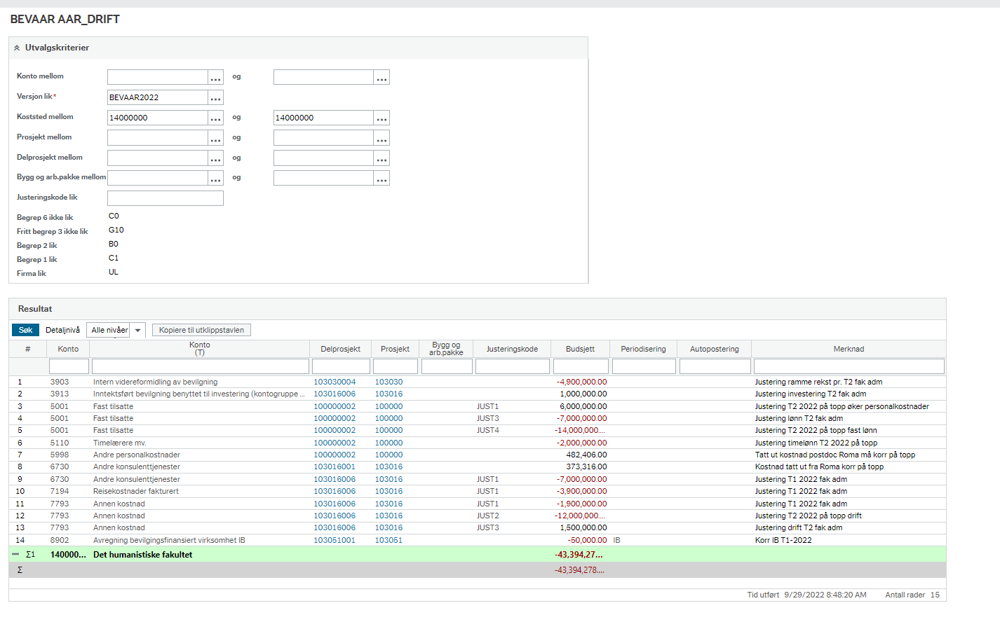 BEVAAR AAR_DRIFT
Utvalgskriterier
Konto mellom ... og ...
Versjon lik* BEVAAR2022 ...
Koststed mellom 14000000 ... og 14000000 ...
Prosjekt mellom ... og ...
Delprosjekt mellom ... og ...
Bygg og arb.pakke mellom ... og ...
Justeringskode lik
Begrep 6 ikke lik C0
Fritt begrep 3 ikke lik G10
Begrep 2 lik B0
Begrep 1 lik C1
Firma lik UL
Resultat
Søk Detaljnivå Alle nivåer Kopiere til utklippstavlen
# Konto Konto (T) Delprosjekt Prosjekt Bygg og arb.pakke Justeringskode Budsjett Periodisering Autopostering Merknad
1 3903 Intern videreformidling av bevilgning 103030004 103030 -4,900,000.00 Justering ramme rekst pr. T2 fak adm
2 3913 Inntektsført bevilgning benyttet til investering (kontogruppe ... 103016006 103016 1,000,000.00 Justering investering T2 fak adm
3 5001 Fast tilsatte 100000002 100000 JUST1 6,000,000.00 Justering T2 2022 på topp øker personalkostnader
4 5001 Fast tilsatte 100000002 100000 JUST3 -7,000,000.00 Justering lønn T2 fak adm
5 5001 Fast tilsatte 100000002 100000 JUST4 -14,000,000.... Justering T2 2022 på topp fast lønn
6 5110 Timelærere mv. 100000002 100000 -2,000,000.00 Justering timelønn T2 2022 på topp
7 5998 Andre personalkostnader 100000002 100000 482,406.00 Tatt ut kostnad postdoc Roma må korr på topp
8 6730 Andre konsulenttjenester 103016001 103016 373,316.00 Kostnad tatt ut fra Roma korr på topp
9 6730 Andre konsulenttjenester 103016006 103016 JUST1 -7,000,000.00 Justering T1 2022 fak adm
10 7194 Reisekostnader fakturert 103016006 103016 JUST1 -3,900,000.00 Justering T1 2022 fak adm
11 7793 Annen kostnad 103016006 103016 JUST1 -1,900,000.00 Justering T1 2022 fak adm
12 7793 Annen kostnad 103016006 103016 JUST2 -12,000,000.... Justering T2 2022 på topp drift
13 7793 Annen kostnad 103016006 103016 JUST3 1,500,000.00 Justering drift T2 fak adm
14 8902 Avregning bevilgingsfinansiert virksomhet IB 103051001 103051 -50,000.00 IB Korr IB T1-2022
Σ1 140000... Det humanistiske fakultet -43,394,27...
Σ -43,394,278....
Tid utført 9/29/2022 8:48:20 AM Antall rader 15